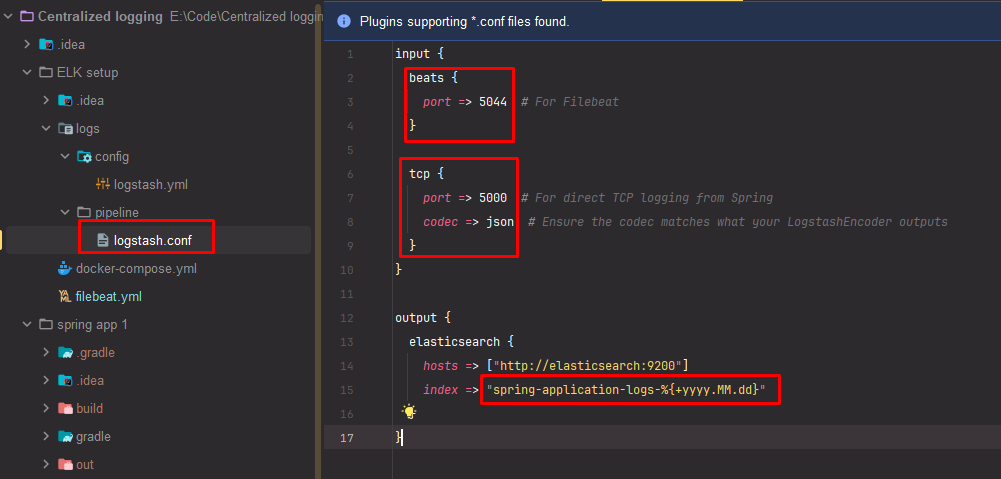 Centralized logging E:\Code\Centralized loggin
.idea
ELK setup
.idea
logs
config
logstash.yml
pipeline
logstash.conf
docker-compose.yml
filebeat.yml
spring app 1
.gradle
.idea
build
gradle
out
Plugins supporting *.conf files found.
1 input {
2 beats {
3 port => 5044 # For Filebeat
4 }
5
6 tcp {
7 port => 5000 # For direct TCP logging from Spring
8 codec => json # Ensure the codec matches what your LogstashEncoder outputs
9 }
10 }
11
12 output {
13 elasticsearch {
14 hosts => ["http://elasticsearch:9200"]
15 index => "spring-application-logs-%{+yyyy.MM.dd}"
16
17 }